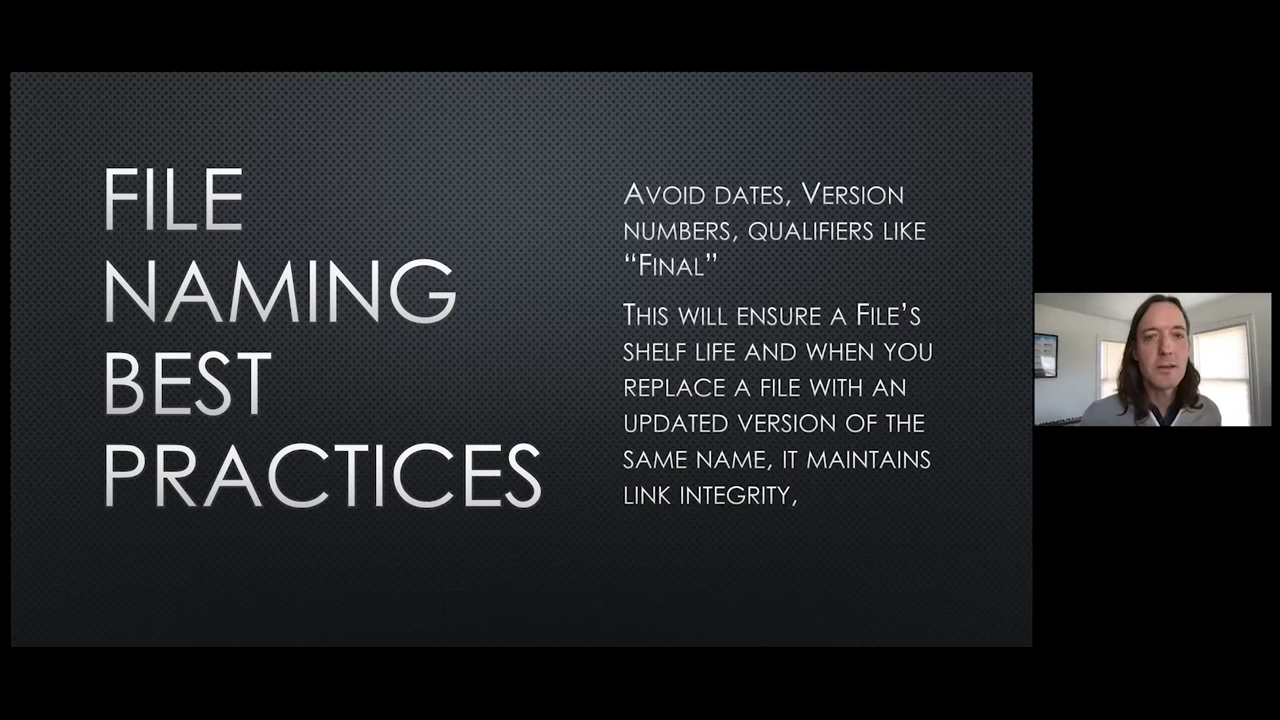 FILE
NAMING
BEST
PRACTICES
AVOID DATES, VERSION
NUMBERS, QUALIFIERS LIKE
“FINAL”
THIS WILL ENSURE A FILE’S
SHELF LIFE AND WHEN YOU
REPLACE A FILE WITH AN
UPDATED VERSION OF THE
SAME NAME, IT MAINTAINS
LINK INTEGRITY,